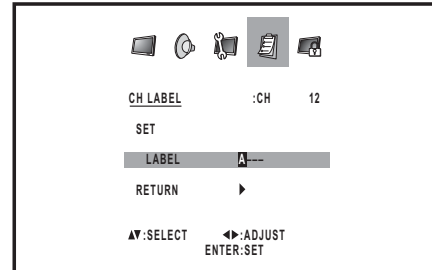 CH LABEL :CH 12
SET
LABEL A---
RETURN ▶
▲▼:SELECT ◀▶:ADJUST
ENTER:SET